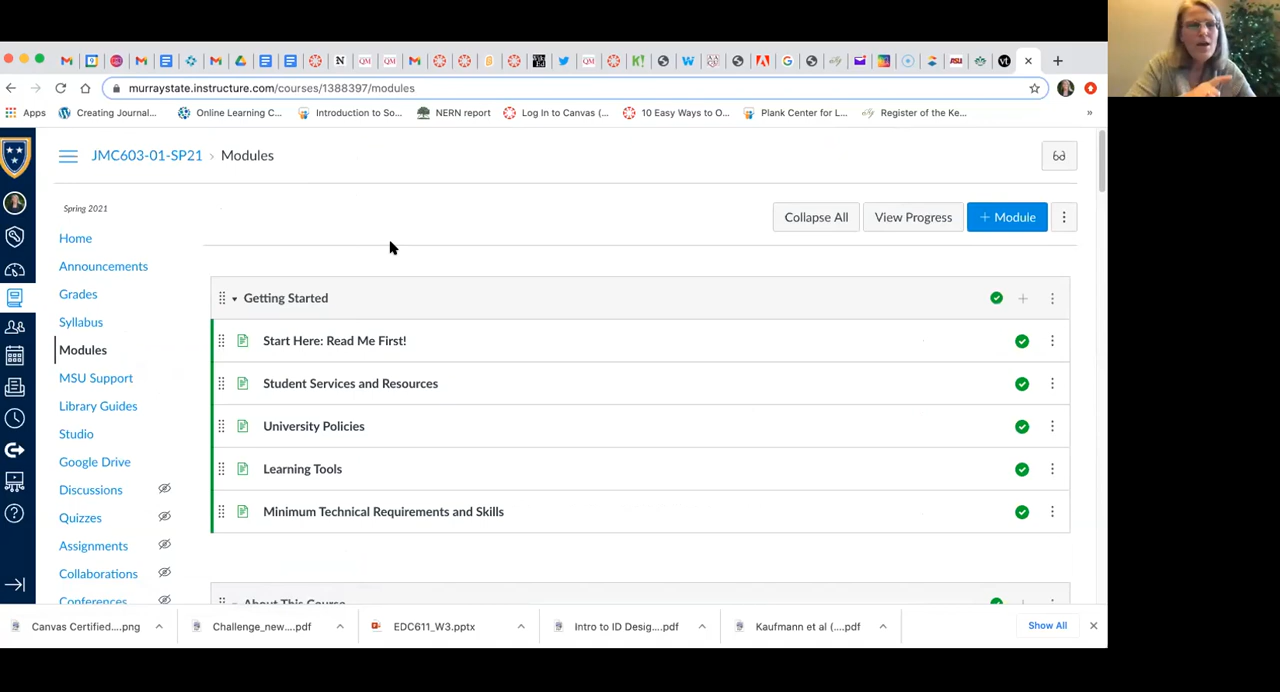 murraystate.instructure.com/courses/1388397/modules
Apps Creating Journal... Online Learning C... Introduction to So... NERN report Log In to Canvas (... 10 Easy Ways to O... Plank Center for L... Register of the Ke... »
JMC603-01-SP21 › Modules
Spring 2021
Collapse All View Progress + Module
Home
Announcements
Grades
Syllabus
Modules
MSU Support
Library Guides
Studio
Google Drive
Discussions
Quizzes
Assignments
Collaborations
Conferences
Getting Started
Start Here: Read Me First!
Student Services and Resources
University Policies
Learning Tools
Minimum Technical Requirements and Skills
About This Course
Canvas Certified....png Challenge_new....pdf EDC611_W3.pptx Intro to ID Desig....pdf Kaufmann et al (....pdf Show All